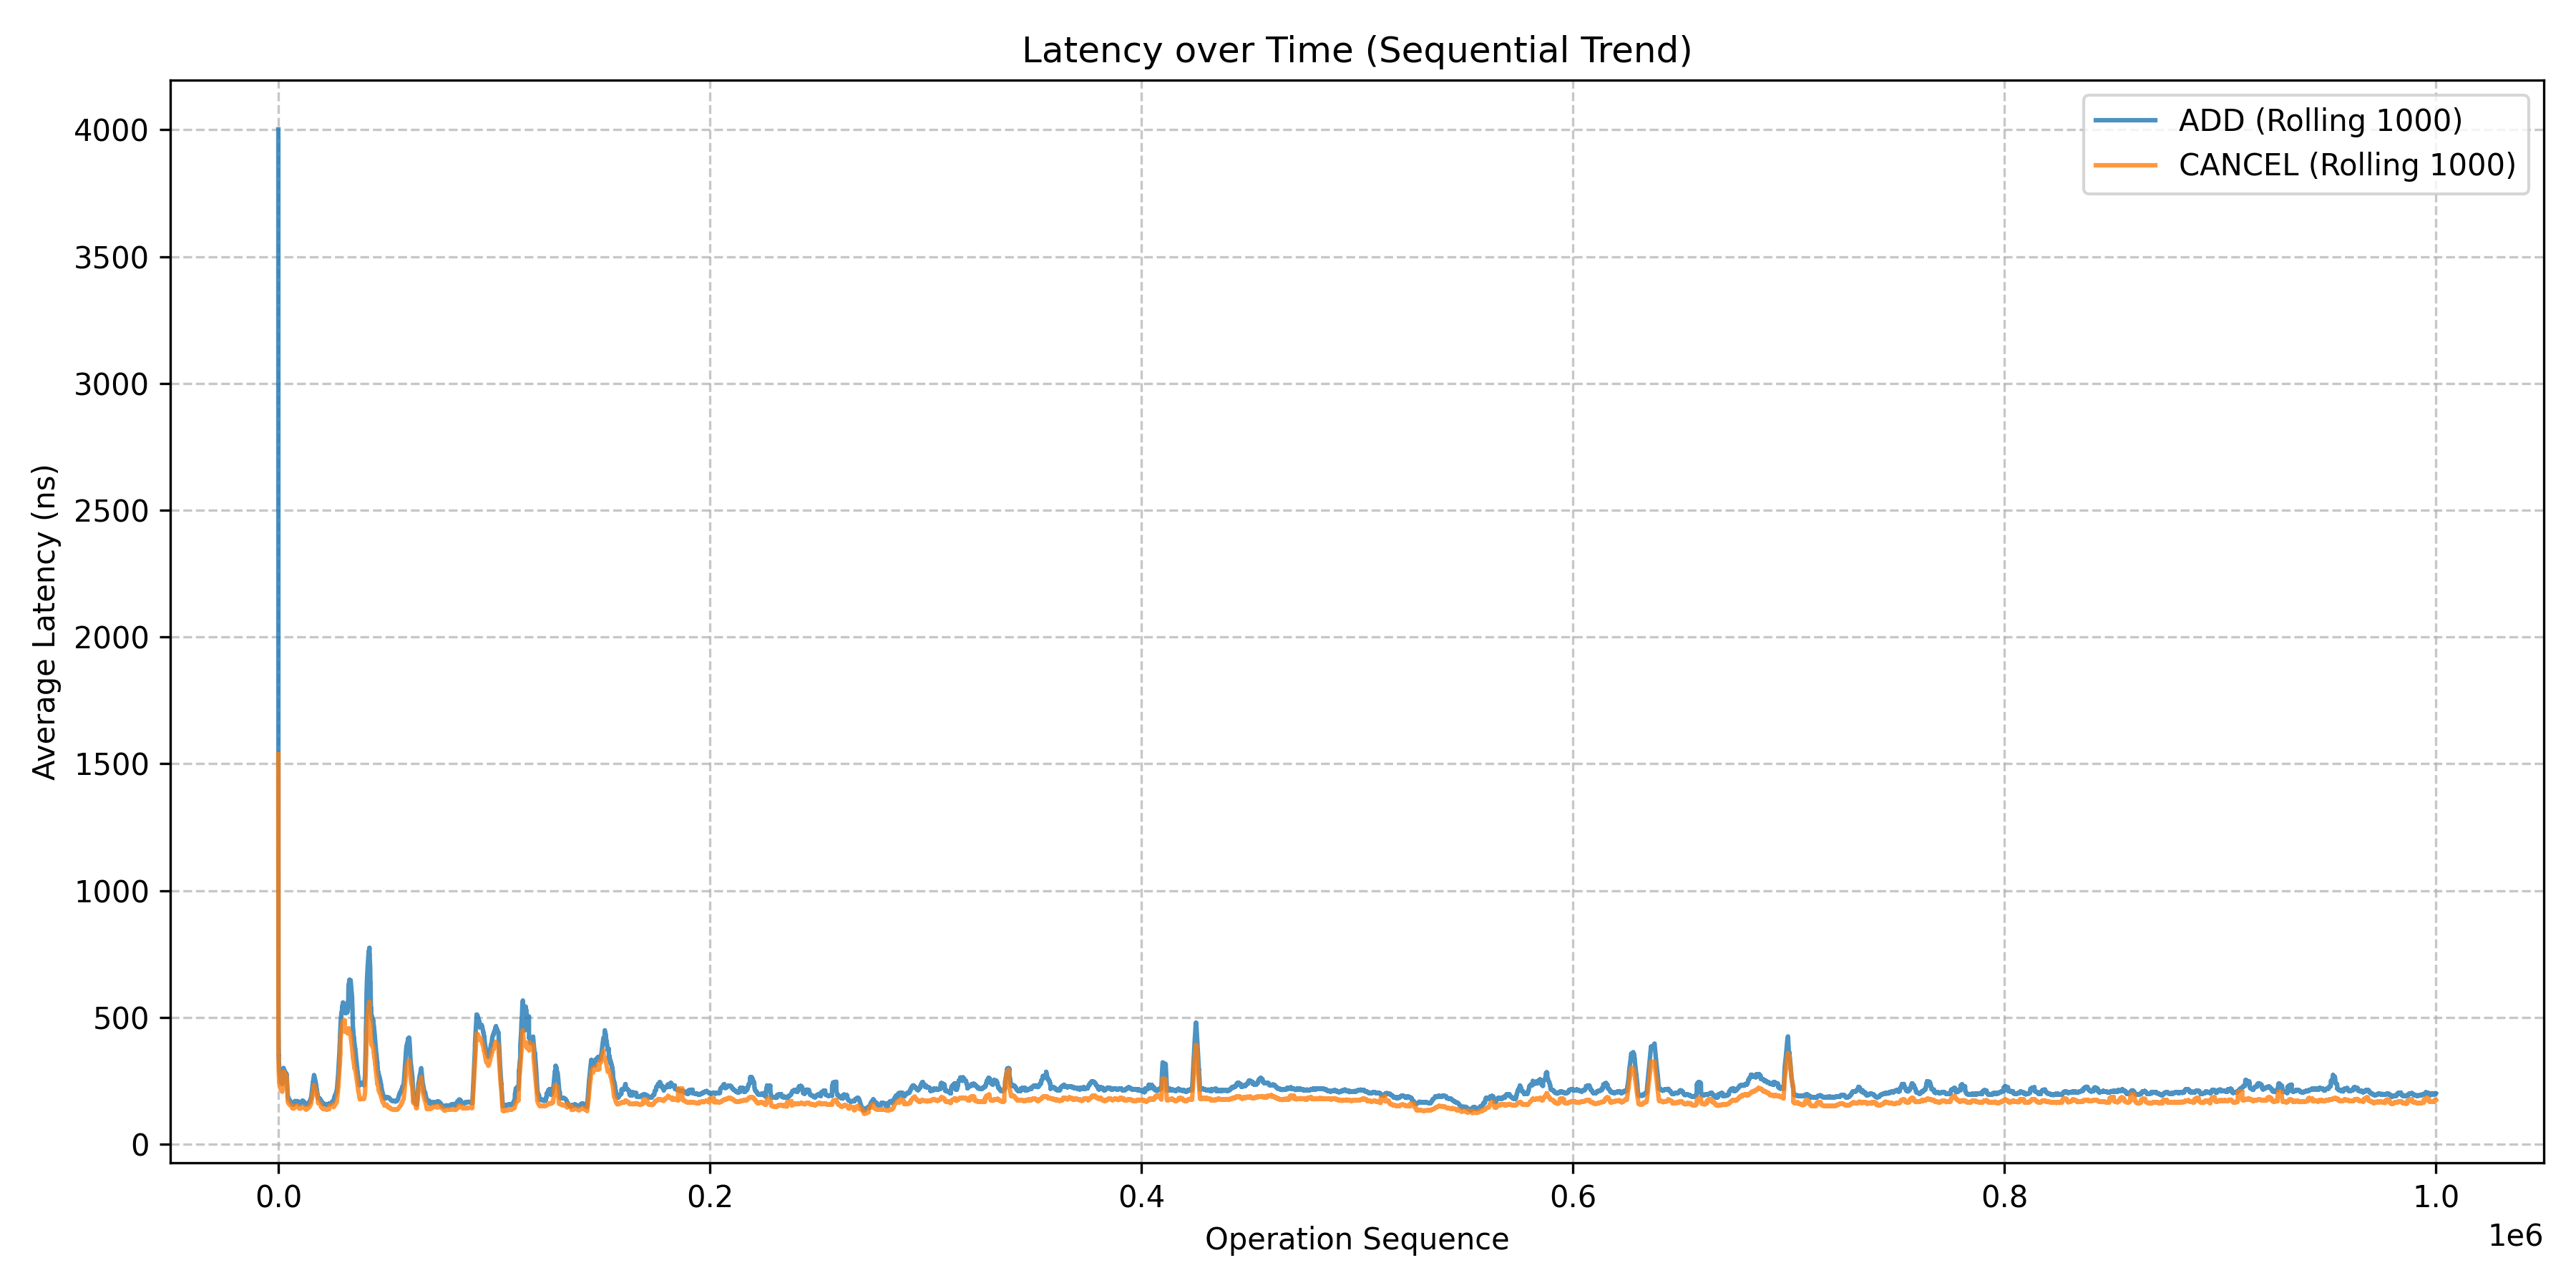 Latency over Time (Sequential Trend)
ADD (Rolling 1000)
CANCEL (Rolling 1000)
Average Latency (ns)
4000
3500
3000
2500
2000
1500
1000
500
0
0.0 0.2 0.4 0.6 0.8 1.0
1e6
Operation Sequence